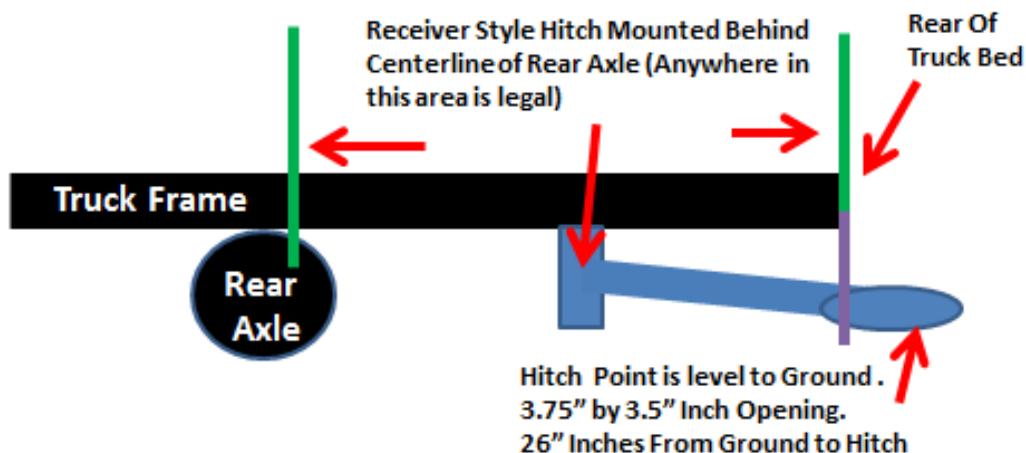 Receiver Style Hitch Mounted Behind
Centerline of Rear Axle (Anywhere in
this area is legal)
Rear Of
Truck Bed
Truck Frame
Rear
Axle
Hitch Point is level to Ground .
3.75” by 3.5” Inch Opening.
26” Inches From Ground to Hitch